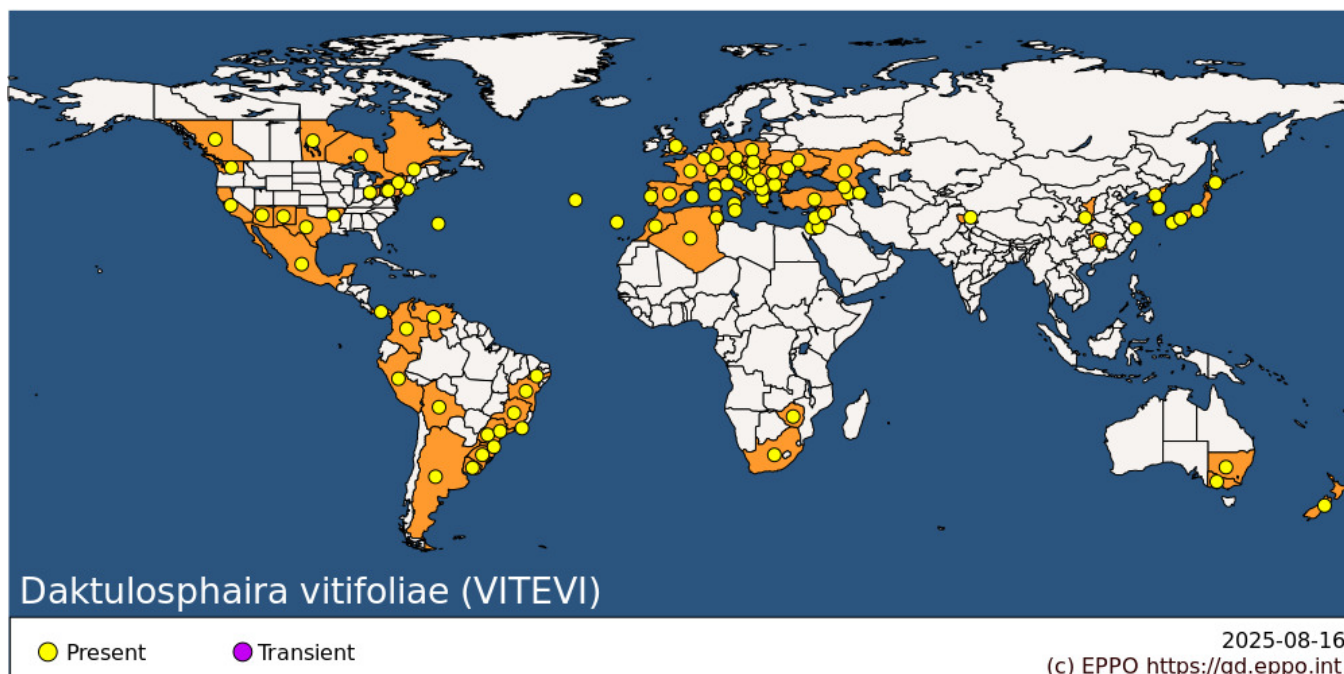 Daktulosphaira vitifoliae (VITEVI)
Present
Transient
2025-08-16
(c) EPPO https://gd.eppo.int